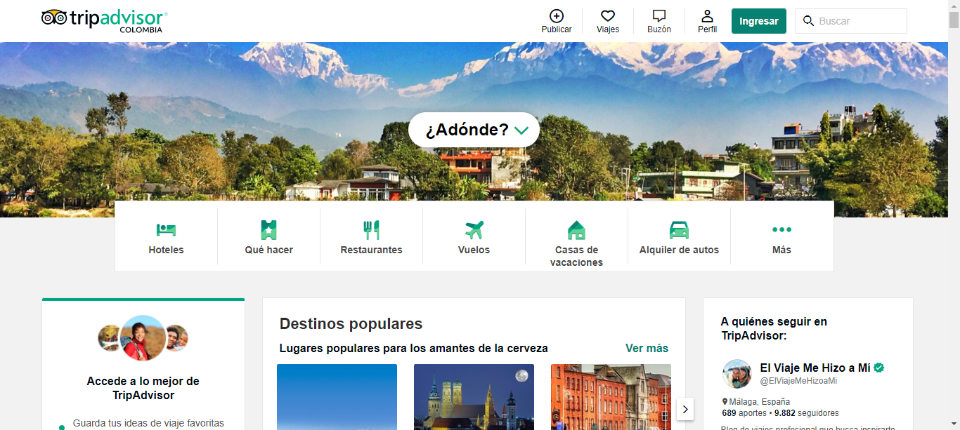 tripadvisor
COLOMBIA
Publicar
Viajes
Buzón
Perfil
Ingresar
Buscar
¿Adónde?
Hoteles
Qué hacer
Restaurantes
Vuelos
Casas de
vacaciones
Alquiler de autos
Más
Accede a lo mejor de
TripAdvisor
Guarda tus ideas de viaje favoritas
Destinos populares
Lugares populares para los amantes de la cerveza
Ver más
A quiénes seguir en
TripAdvisor:
El Viaje Me Hizo a Mí
@ElViajeMeHizoaMi
Málaga, España
689 aportes • 9.882 seguidores
Blog de viajes profesional que busca inspirarte